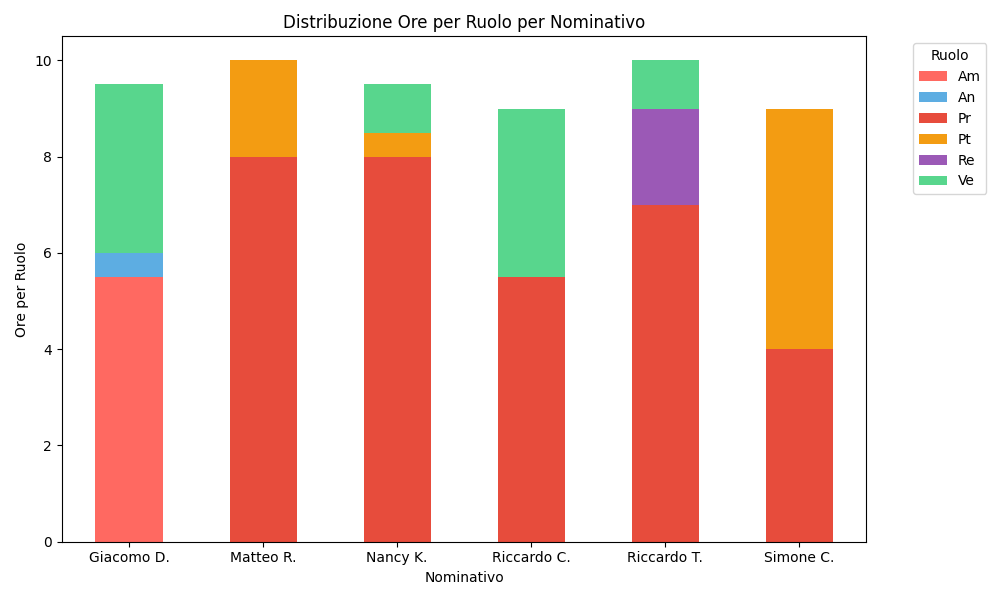 Distribuzione Ore per Ruolo per Nominativo
Ore per Ruolo
10
8
6
4
2
0
Giacomo D.
Matteo R.
Nancy K.
Riccardo C.
Riccardo T.
Simone C.
Nominativo
Ruolo
Am
An
Pr
Pt
Re
Ve